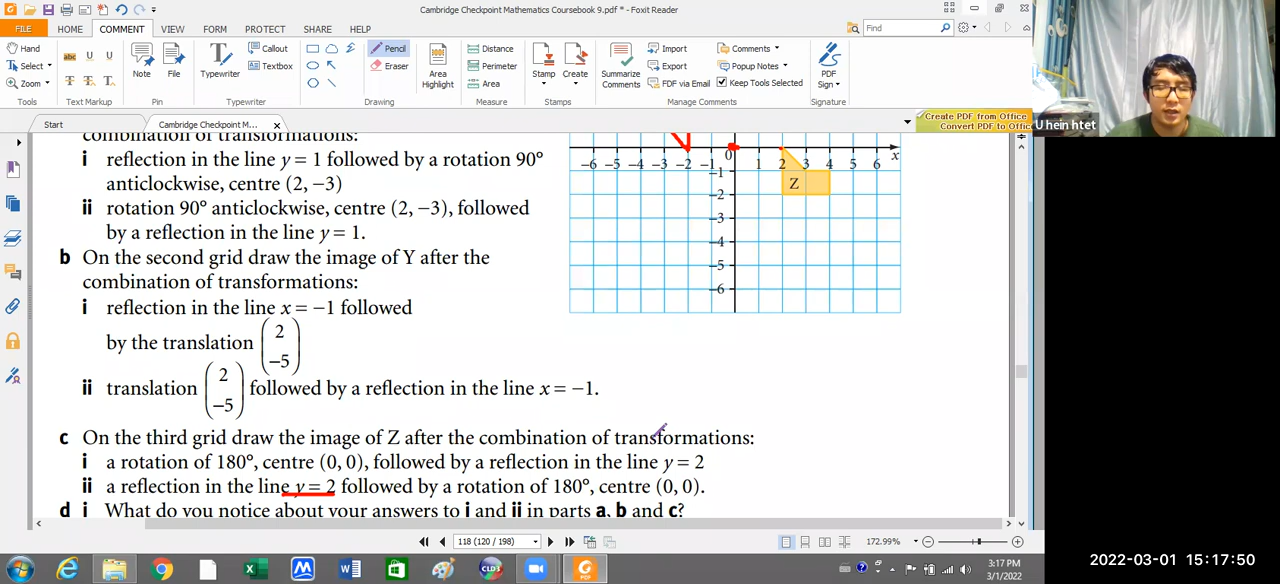 Cambridge Checkpoint Mathematics Coursebook 9.pdf * - Foxit Reader
FILE HOME COMMENT VIEW FORM PROTECT SHARE HELP Find
Hand
Select
Zoom
Tools
Text Markup
Note File
Pin
Typewriter
Callout
Textbox
Typewriter
Pencil
Eraser
Drawing
Area Highlight
Distance
Perimeter
Area
Measure
Stamp Create
Stamps
Summarize Comments
Import
Export
FDF via Email
Comments
Popup Notes
Keep Tools Selected
Manage Comments
PDF Sign
Signature
Start Cambridge Checkpoint M...
Create PDF from Office
Convert PDF to Offic
U hein htet
combination of transformations:
i reflection in the line y = 1 followed by a rotation 90°
anticlockwise, centre (2, −3)
ii rotation 90° anticlockwise, centre (2, −3), followed
by a reflection in the line y = 1.
b On the second grid draw the image of Y after the
combination of transformations:
i reflection in the line x = −1 followed
by the translation (2 −5)
ii translation (2 −5) followed by a reflection in the line x = −1.
c On the third grid draw the image of Z after the combination of transformations:
i a rotation of 180°, centre (0, 0), followed by a reflection in the line y = 2
ii a reflection in the line y = 2 followed by a rotation of 180°, centre (0, 0).
d i What do you notice about your answers to i and ii in parts a, b and c?
−6 −5 −4 −3 −2 −1 0 1 2 3 4 5 6 x
−1
−2
−3
−4
−5
−6
Z
118 (120 / 198)
172.99%
3:17 PM
3/1/2022
2022-03-01 15:17:50